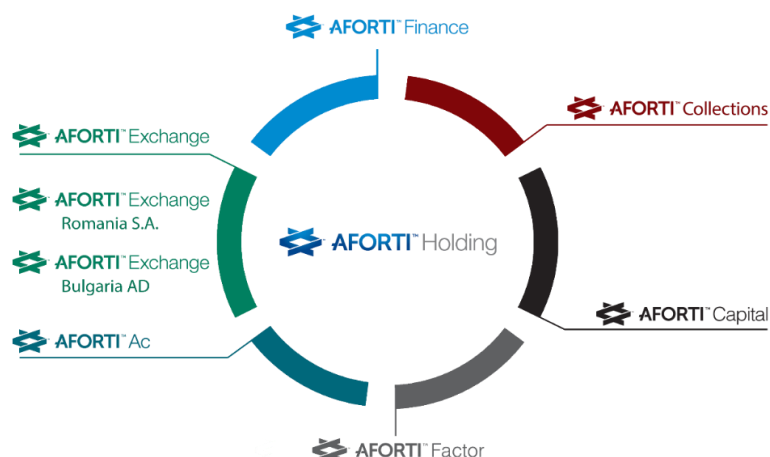 AFORTI™ Finance
AFORTI™ Collections
AFORTI™ Exchange
AFORTI™ Exchange
Romania S.A.
AFORTI™ Exchange
Bulgaria AD
AFORTI™ Holding
AFORTI™ Capital
AFORTI™ Ac
AFORTI™ Factor